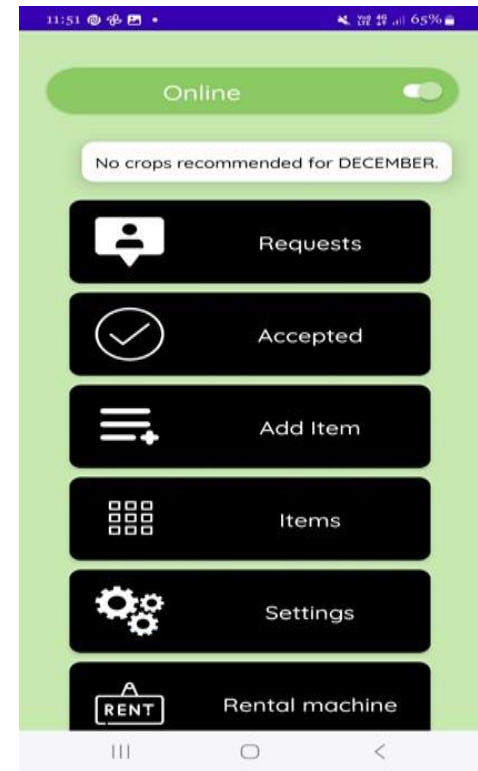 11:51 65%
Online
No crops recommended for DECEMBER.
Requests
Accepted
Add Item
Items
Settings
RENT Rental machine